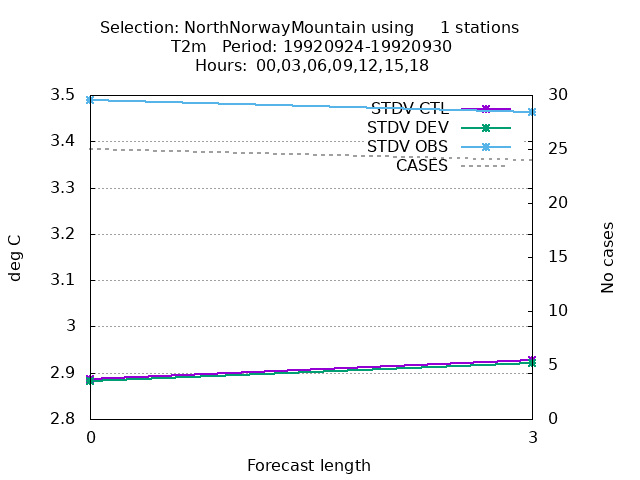 Selection: NorthNorwayMountain using     1 stations
T2m   Period: 19920924-19920930
Hours:  00,03,06,09,12,15,18
3.5
3.4
3.3
3.2
3.1
3
2.9
2.8
deg C
STDV CTL
STDV DEV
STDV OBS
CASES
30
25
20
15
10
5
0
No cases
0
3
Forecast length